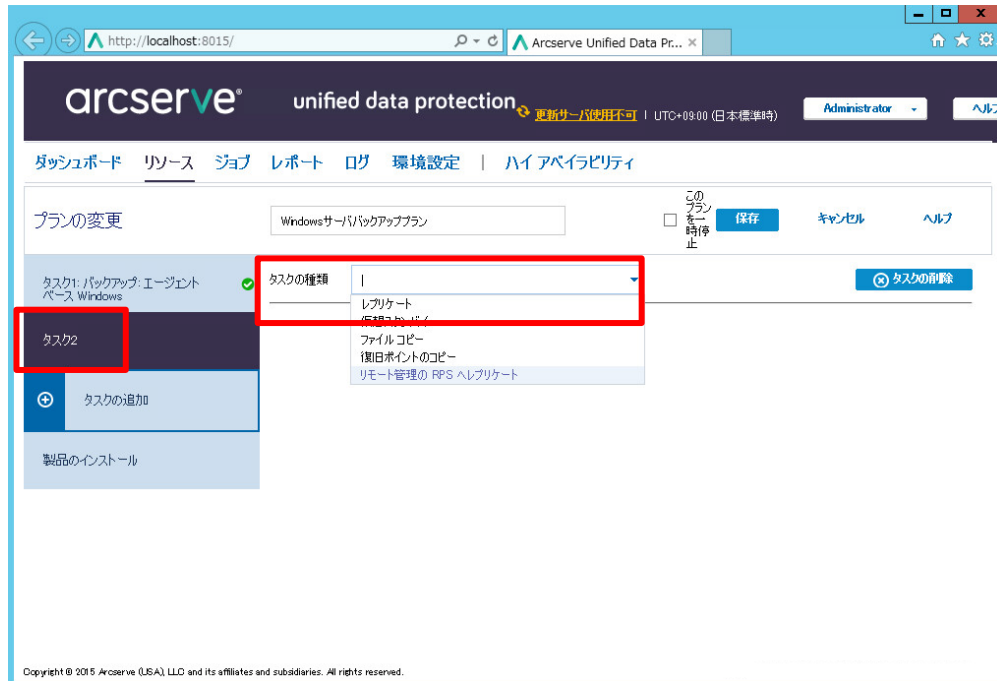 http://localhost:8015/
Arcserve Unified Data Pr...
arcserve®
unified data protection
更新サーバ使用不可 | UTC+09:00 (日本標準時)
Administrator
ヘルプ
ダッシュボード リソース ジョブ レポート ログ 環境設定 | ハイ アベイラビリティ
プランの変更
Windowsサーババックアッププラン
このプランを一時停止
保存
キャンセル
ヘルプ
タスク1: バックアップ: エージェント
ベース Windows
タスクの種類
タスクの削除
レプリケート
仮想スタンバイ
タスク2
ファイル コピー
復旧ポイントのコピー
リモート管理の RPS へレプリケート
タスクの追加
製品のインストール
Copyright © 2015 Arcserve (USA), LLC and its affiliates and subsidiaries. All rights reserved.